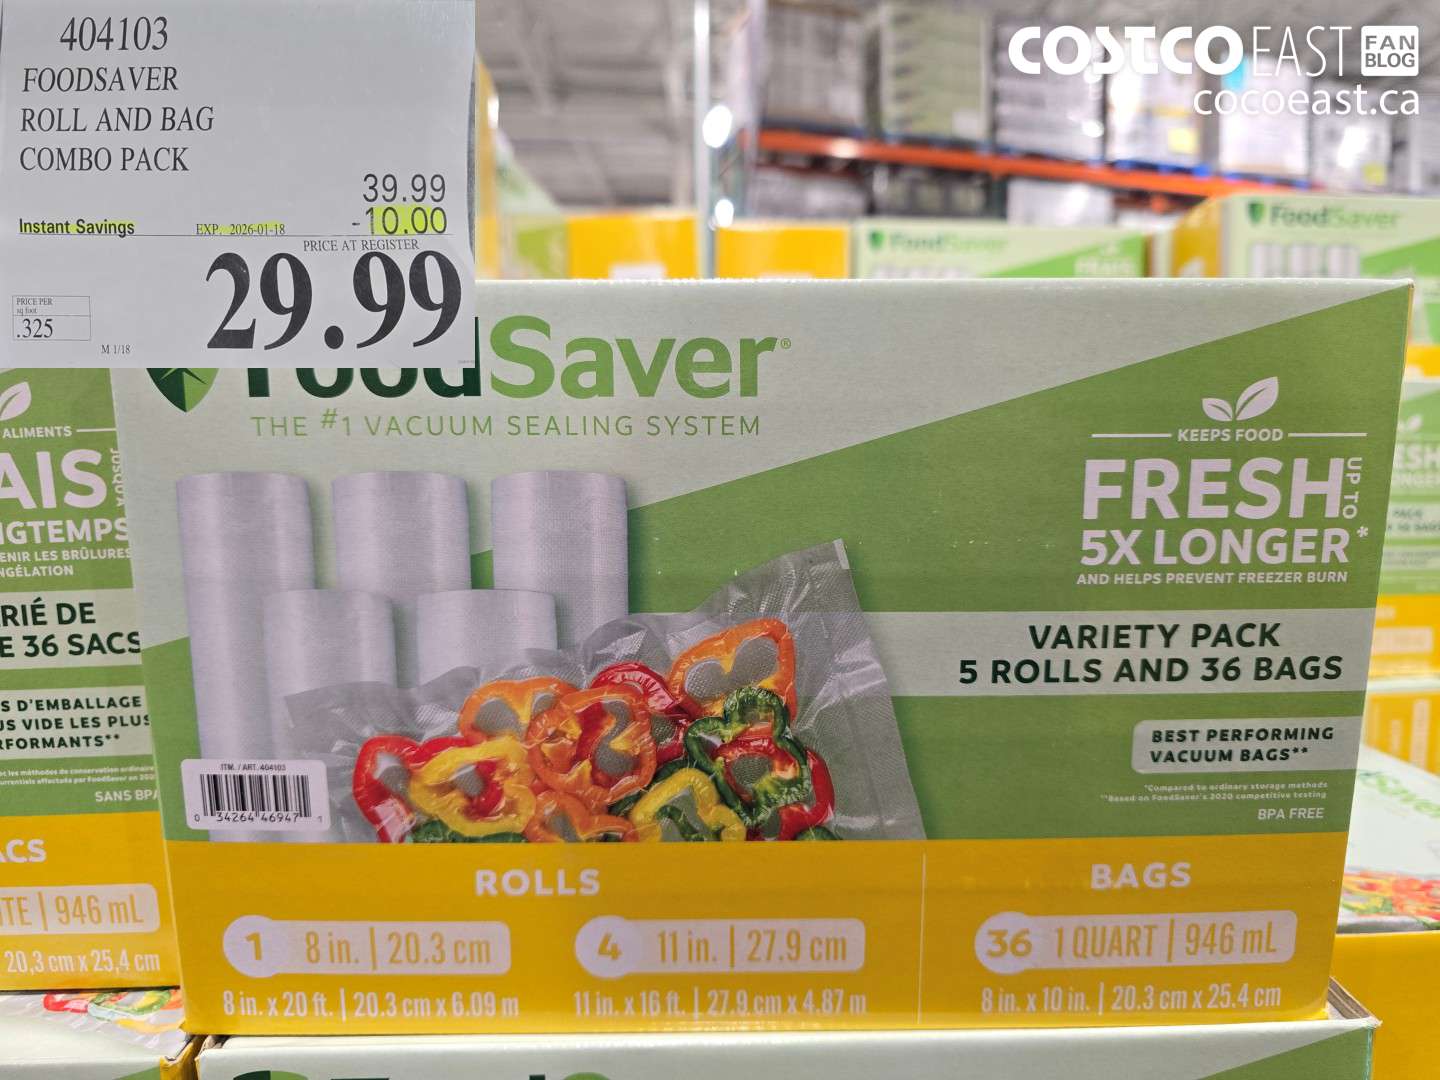 404103
FOODSAVER
ROLL AND BAG
COMBO PACK
39.99
Instant Savings EXP. 2026-01-18 -10.00
PRICE AT REGISTER
29.99
PRICE PER
sq foot
.325
M 1/18
COSTCO EAST FAN BLOG
cocoeast.ca
FoodSaver
FoodSaver
FoodSaver®
THE #1 VACUUM SEALING SYSTEM
KEEPS FOOD
FRESH UP TO
5X LONGER*
AND HELPS PREVENT FREEZER BURN
VARIETY PACK
5 ROLLS AND 36 BAGS
BEST PERFORMING
VACUUM BAGS**
*Compared to ordinary storage methods
**Based on FoodSaver's 2020 competitive testing
BPA FREE
ITM. / ART. 404103
0 34264 46947 1
ROLLS
1 8 in. | 20.3 cm
8 in. x 20 ft. | 20.3 cm x 6.09 m
4 11 in. | 27.9 cm
11 in. x 16 ft. | 27.9 cm x 4.87 m
BAGS
36 1 QUART | 946 mL
8 in. x 10 in. | 20.3 cm x 25.4 cm
ALIMENTS
AIS JUSQU'À
NGTEMPS
ENIR LES BRÛLURES
NGÉLATION
RIÉ DE
E 36 SACS
S D'EMBALLAGE
US VIDE LES PLUS
RFORMANTS**
SANS BPA
ACS
ITE | 946 mL
20,3 cm x 25,4 cm